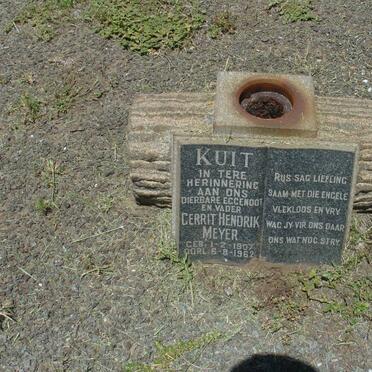 KUIT
IN TERE
HERINNERING
AAN ONS
DIERBARE EGGENOOT
EN VADER
GERRIT HENDRIK
MEYER
GEB. 1-2-1907
OORL. 5-8-1962
RUS SAG LIEFLING
SAAM MET DIE ENGELE
VLEKLOOS EN VRY
WAG JY VIR ONS DAAR
ONS WAT NOG STRY